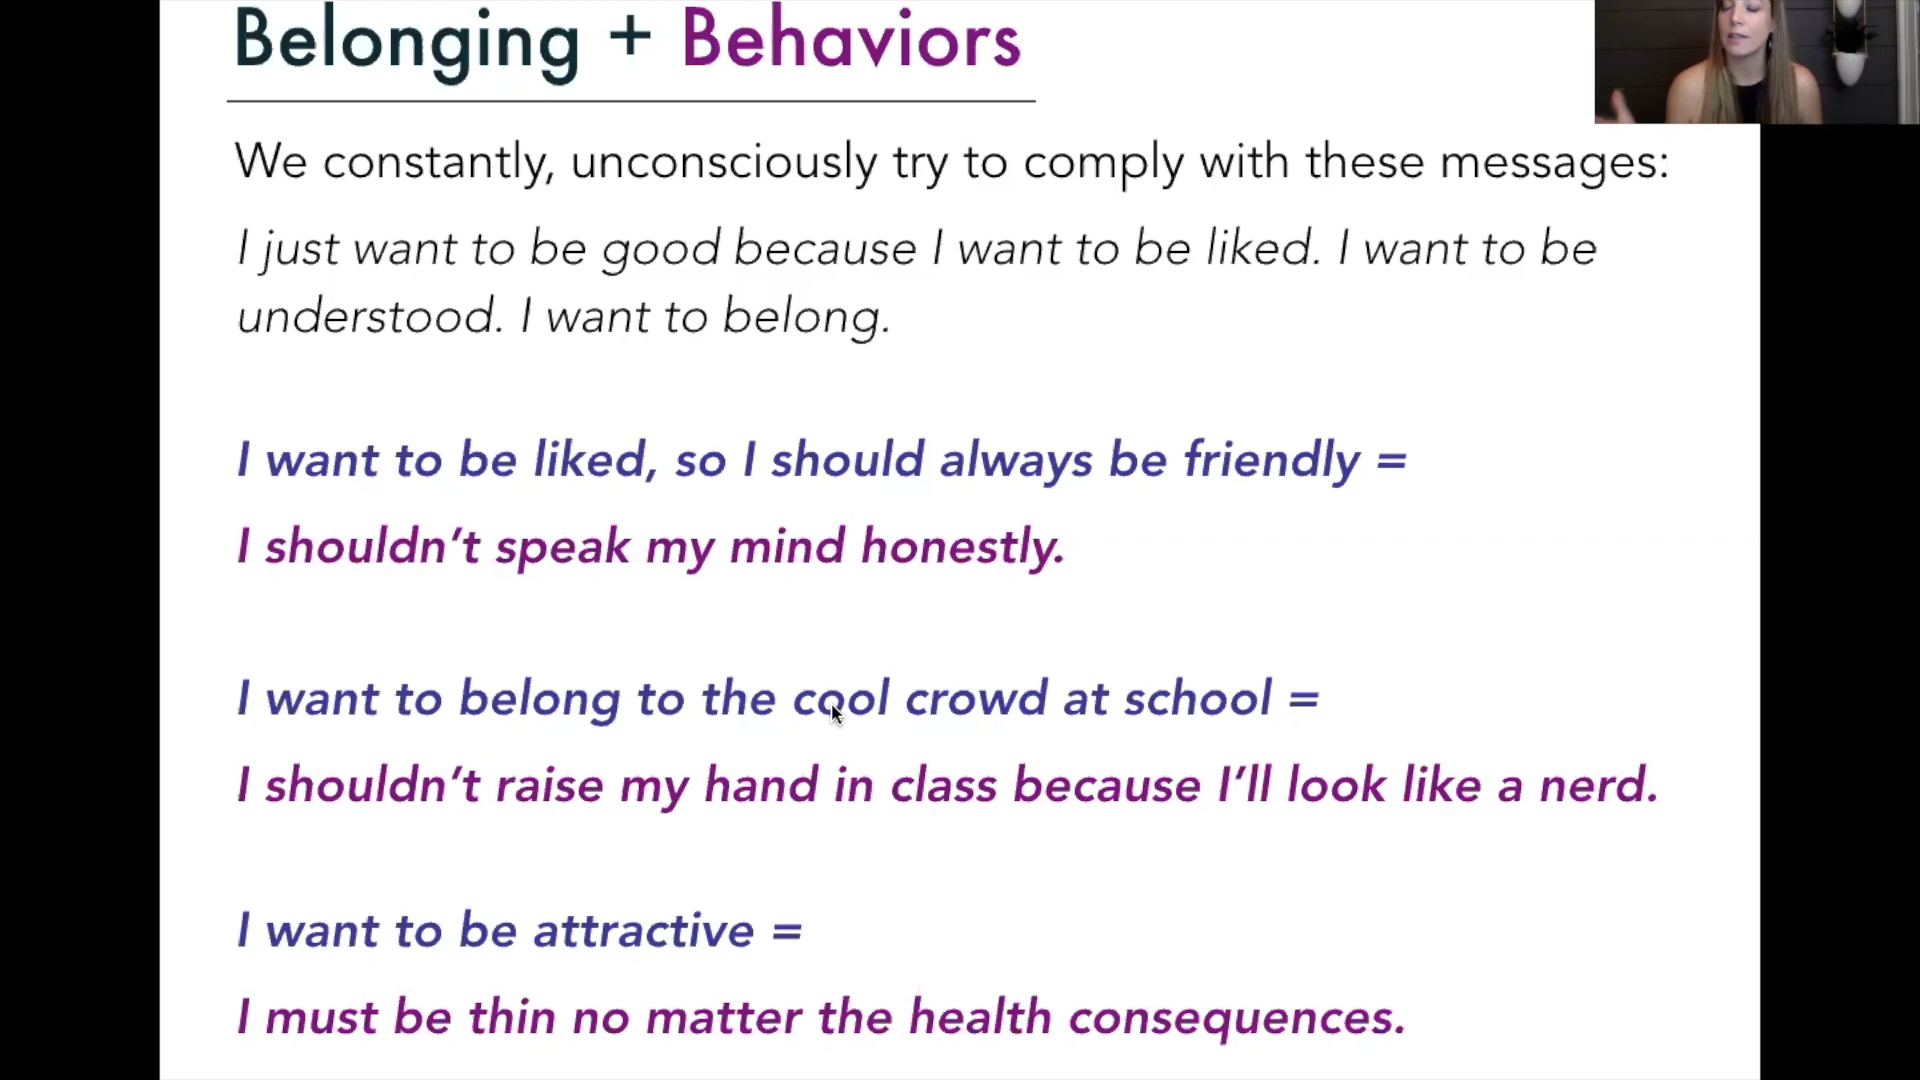 Belonging + Behaviors
We constantly, unconsciously try to comply with these messages:
I just want to be good because I want to be liked. I want to be
understood. I want to belong.
I want to be liked, so I should always be friendly =
I shouldn’t speak my mind honestly.
I want to belong to the cool crowd at school =
I shouldn’t raise my hand in class because I’ll look like a nerd.
I want to be attractive =
I must be thin no matter the health consequences.